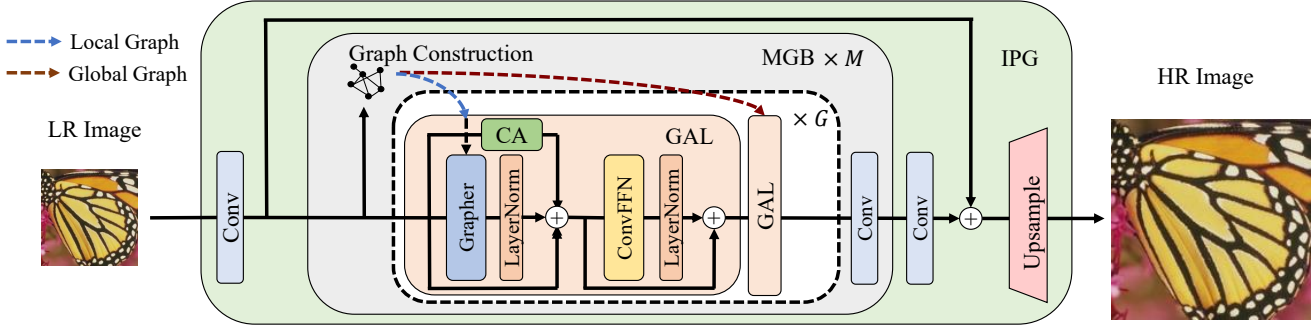 Local Graph
Global Graph
LR Image
Conv
Graph Construction
MGB × M
IPG
× G
CA
GAL
Grapher
LayerNorm
+
ConvFFN
LayerNorm
+
GAL
Conv
Conv
+
Upsample
HR Image